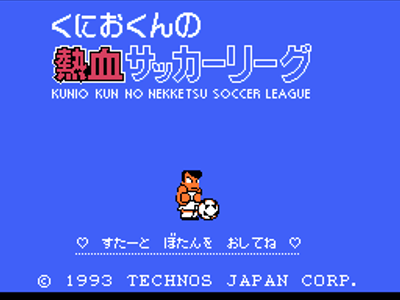 くにおくんの
熱血サッカーリーグ
KUNIO KUN NO NEKKETSU SOCCER LEAGUE
♡ すたーと ぼたんを おしてね ♡
© 1993 TECHNOS JAPAN CORP.